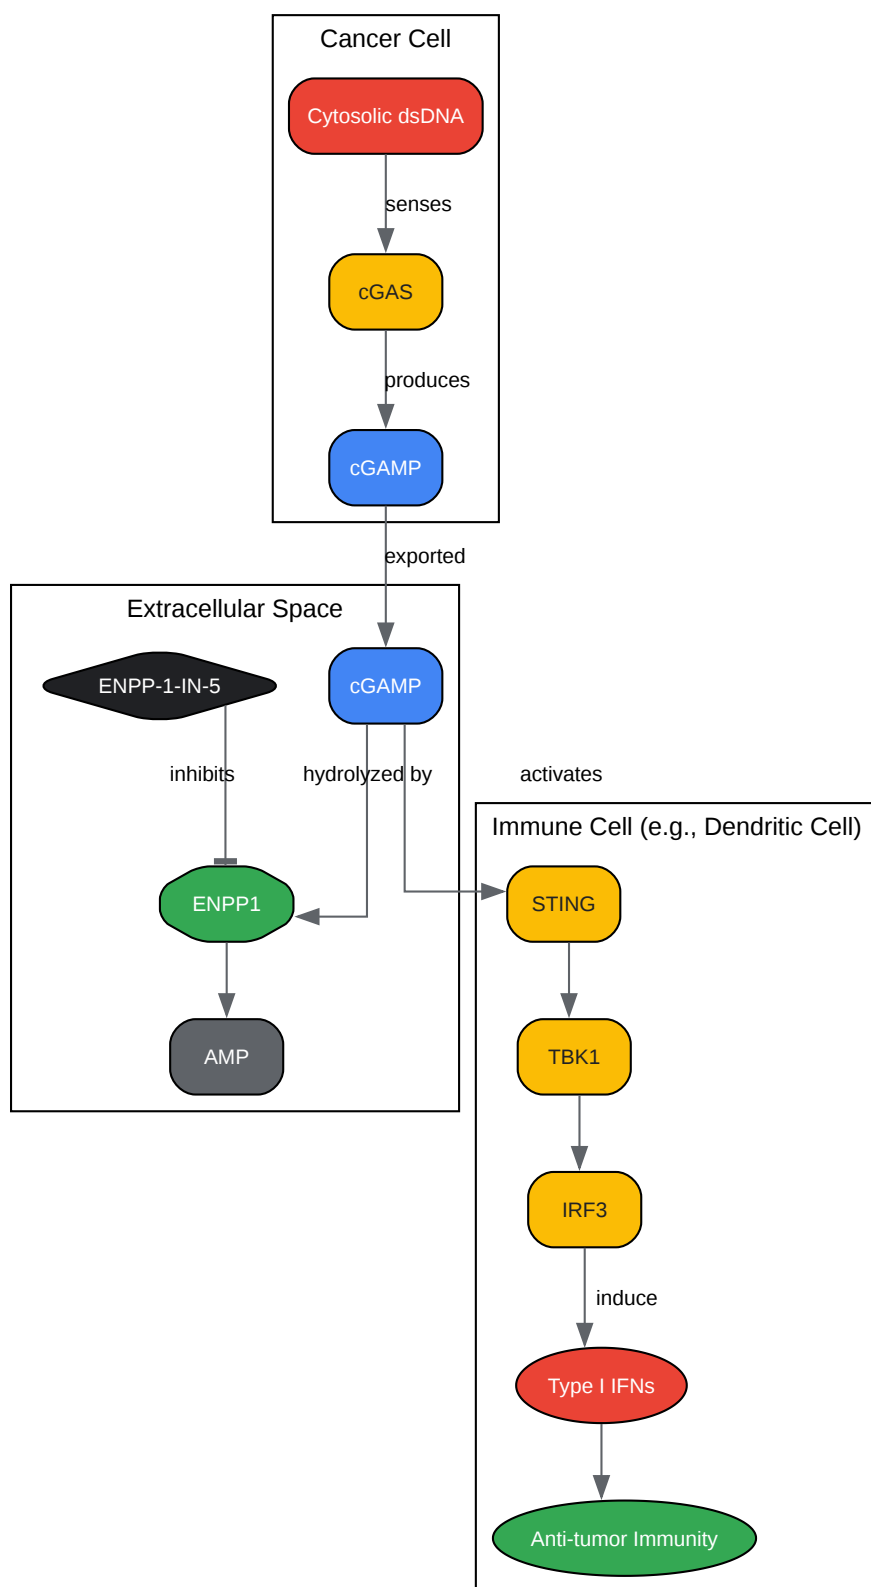 Cancer Cell
Cytosolic dsDNA
senses
cGAS
produces
cGAMP
exported
Extracellular Space
ENPP-1-IN-5
cGAMP
inhibits
hydrolyzed by
activates
Immune Cell (e.g., Dendritic Cell)
ENPP1
STING
AMP
TBK1
IRF3
induce
Type I IFNs
Anti-tumor Immunity